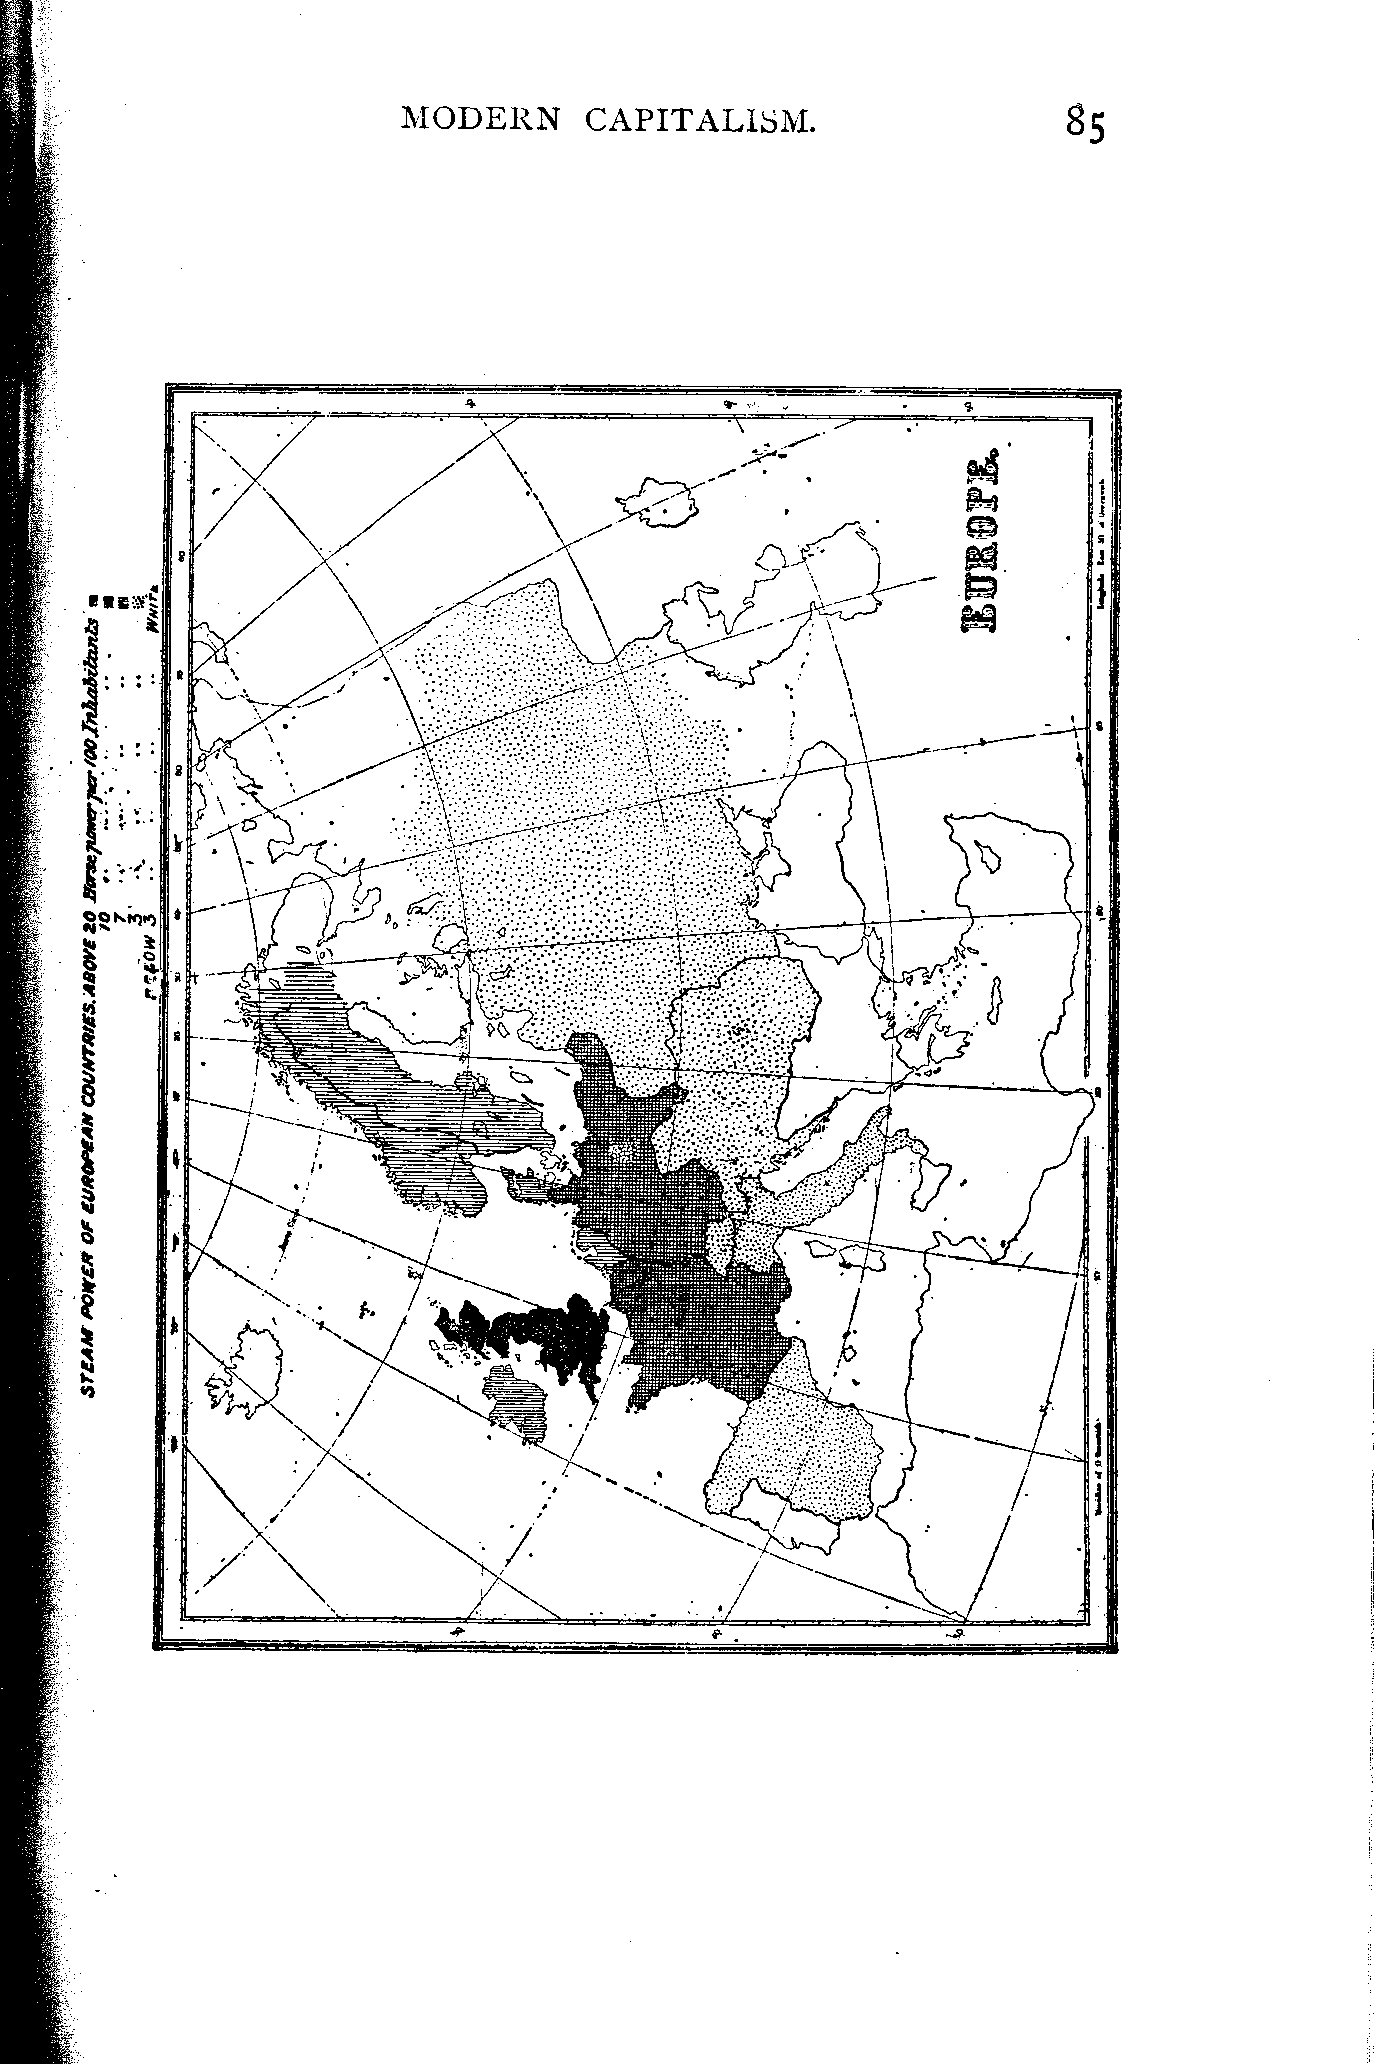 MODERN CAPITALISM.
85
STEAM POWER OF EUROPEAN COUNTRIES. ABOVE 20 Horse power per 100 Inhabitants
10
7
3
BELOW 3 WHITE
EUROPE.